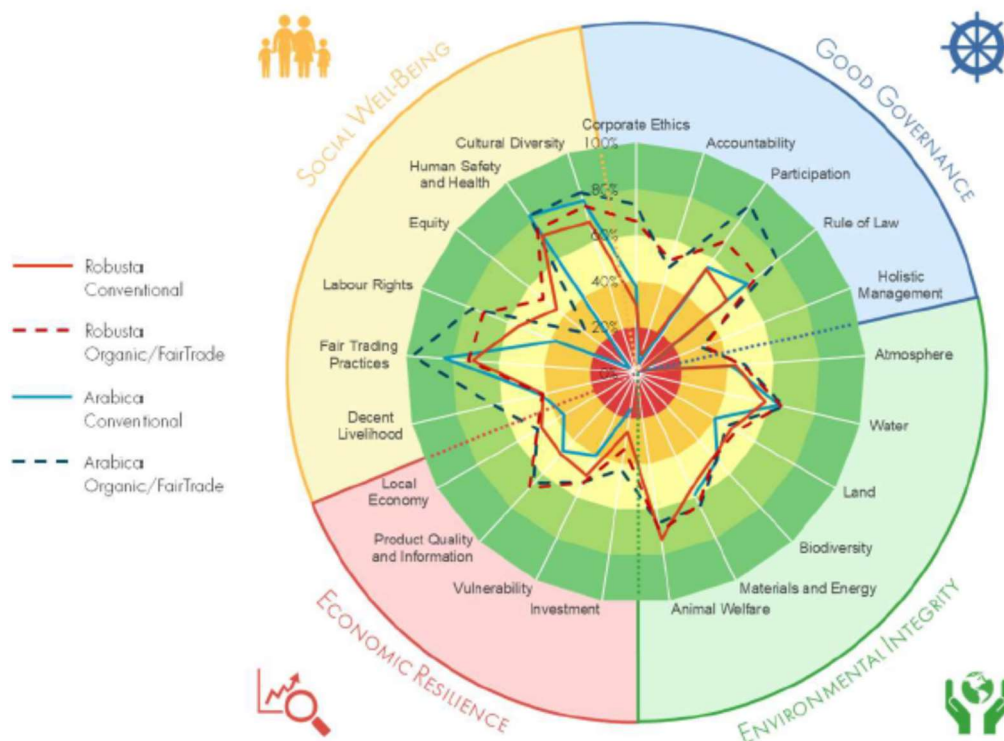 SOCIAL WELL-BEING
GOOD GOVERNANCE
Corporate Ethics
100%
Cultural Diversity
Accountability
Human Safety
and Health
80%
Participation
Equity
60%
Rule of Law
Robusta
Conventional
Labour Rights
40%
Holistic
Management
Robusta
Organic/FairTrade
20%
Fair Trading
Practices
0%
Atmosphere
Arabica
Conventional
Decent
Livelihood
Water
Arabica
Organic/FairTrade
Local
Economy
Land
Product Quality
and Information
Biodiversity
Vulnerability
Materials and Energy
Investment
Animal Welfare
ECONOMIC RESILIENCE
ENVIRONMENTAL INTEGRITY